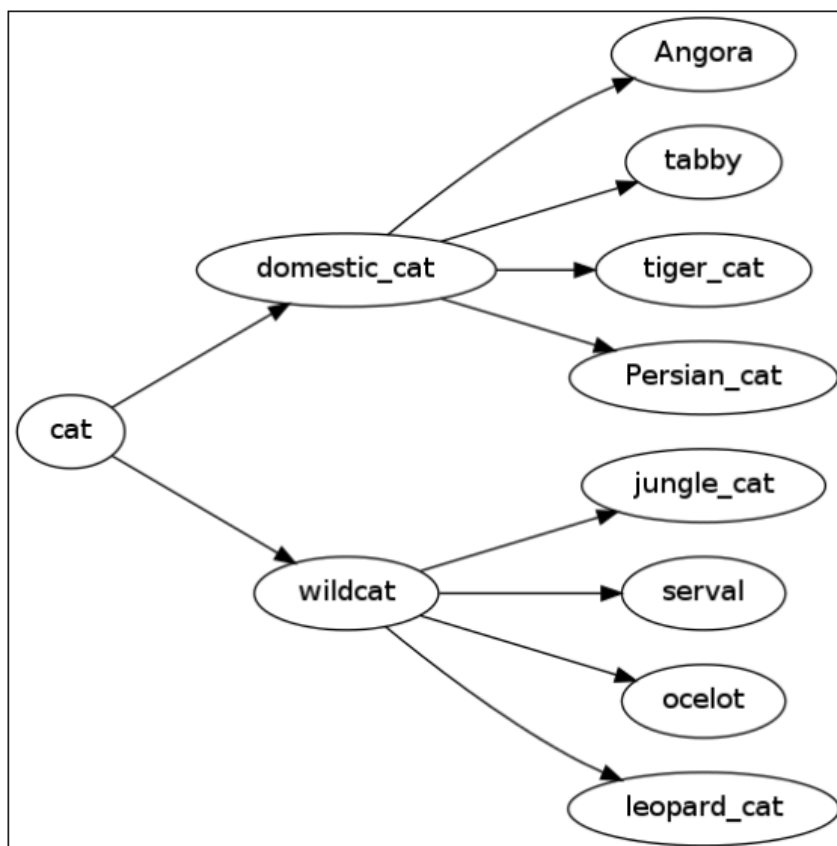 Angora
tabby
domestic_cat
tiger_cat
Persian_cat
cat
jungle_cat
wildcat
serval
ocelot
leopard_cat